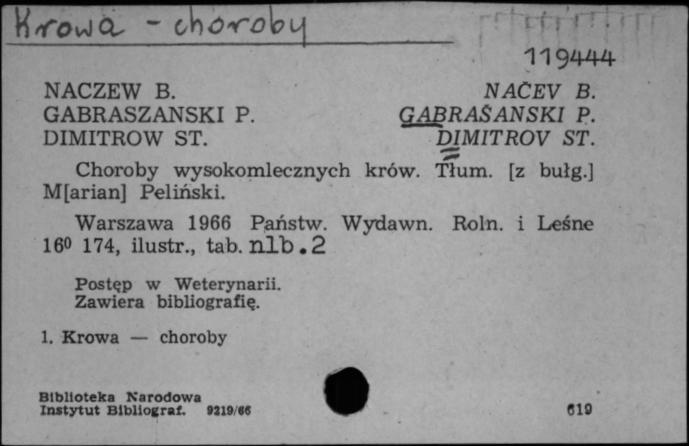 Krowa - choroby
119444
NACZEW B. NAČEV B.
GABRASZANSKI P. GABRAŠANSKI P.
DIMITROW ST. DIMITROV ST.
Choroby wysokomlecznych krów. Tłum. [z bułg.]
M[arian] Peliński.
Warszawa 1966 Państw. Wydawn. Roln. i Leśne
16⁰ 174, ilustr., tab. nlb.2
Postęp w Weterynarii.
Zawiera bibliografię.
1. Krowa — choroby
Biblioteka Narodowa
Instytut Bibliograf. 9219/66 619